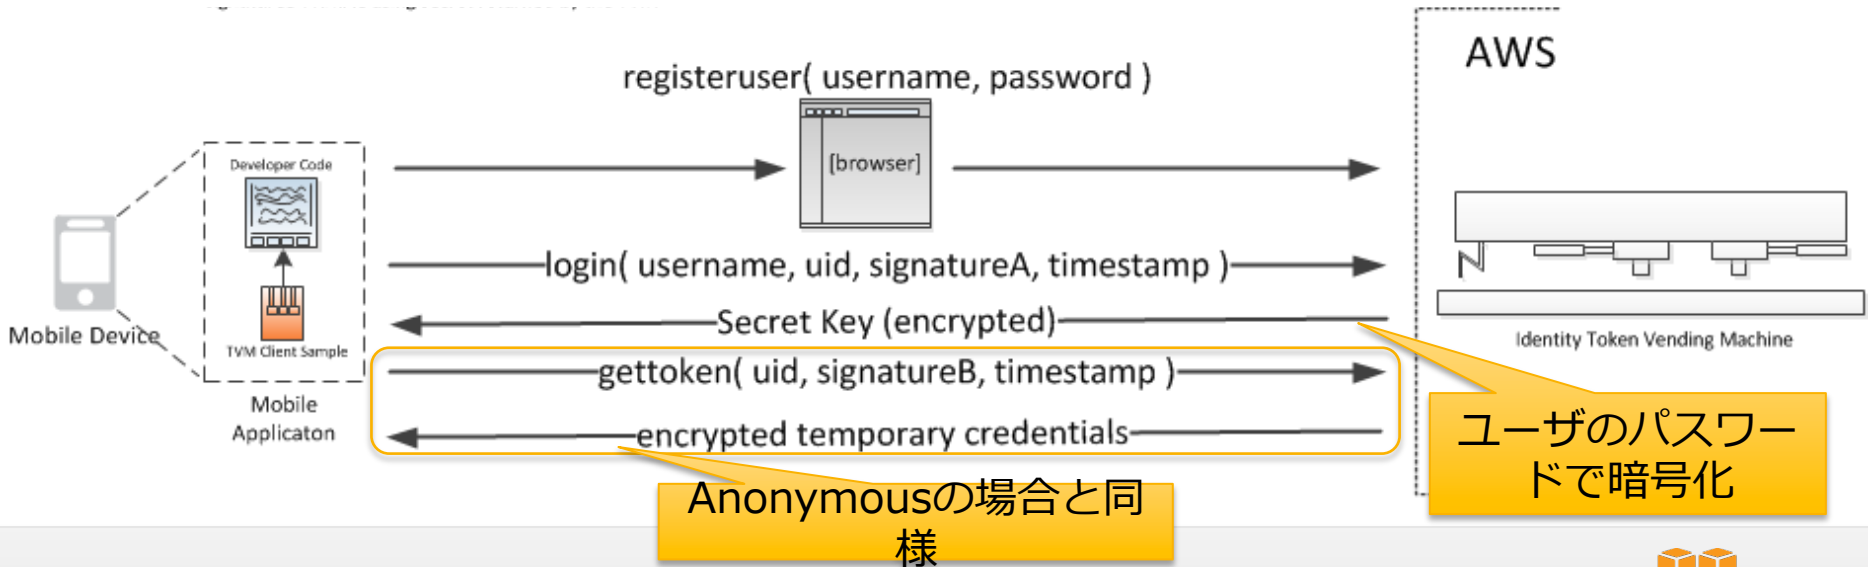 AWS
registeruser( username, password )
[browser]
Developer Code
login( username, uid, signatureA, timestamp )
Secret Key (encrypted)
Mobile Device
TVM Client Sample
Identity Token Vending Machine
gettoken( uid, signatureB, timestamp )
Mobile
Applicaton
encrypted temporary credentials
ユーザのパスワー
ドで暗号化
Anonymousの場合と同
様